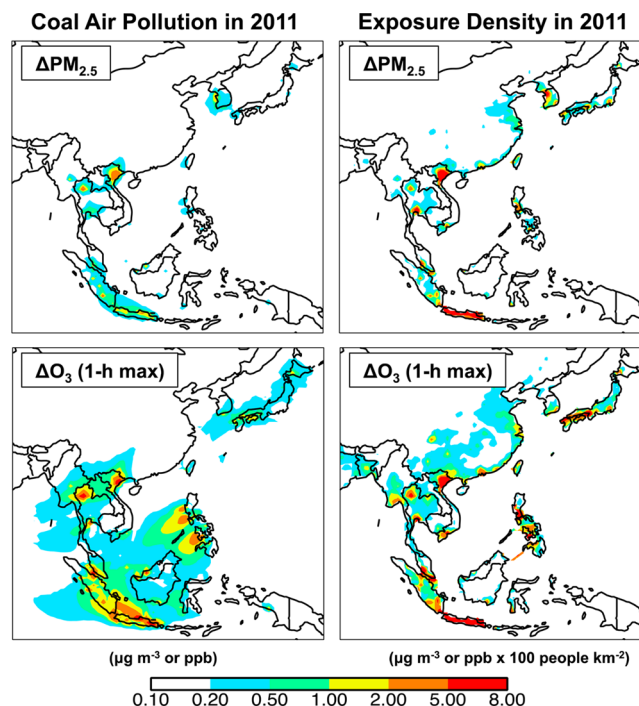 Coal Air Pollution in 2011 Exposure Density in 2011
ΔPM2.5 ΔPM2.5
ΔO3 (1-h max) ΔO3 (1-h max)
(μg m-3 or ppb) (μg m-3 or ppb x 100 people km-2)
0.10 0.20 0.50 1.00 2.00 5.00 8.00